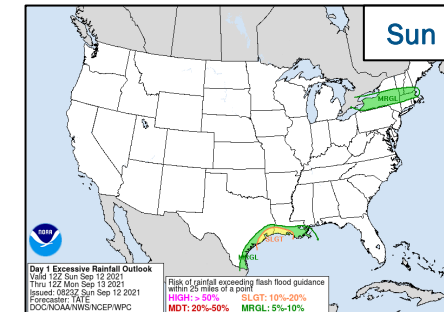 Sun
MRGL
NOAA
SLGT
MRGL
Day 1 Excessive Rainfall Outlook
Valid 12Z Sun Sep 12 2021
Thru 12Z Mon Sep 13 2021
Issued: 0823Z Sun Sep 12 2021
Forecaster: TATE
DOC/NOAA/NWS/NCEP/WPC
Risk of rainfall exceeding flash flood guidance
within 25 miles of a point
HIGH: > 50% SLGT: 10%-20%
MDT: 20%-50% MRGL: 5%-10%